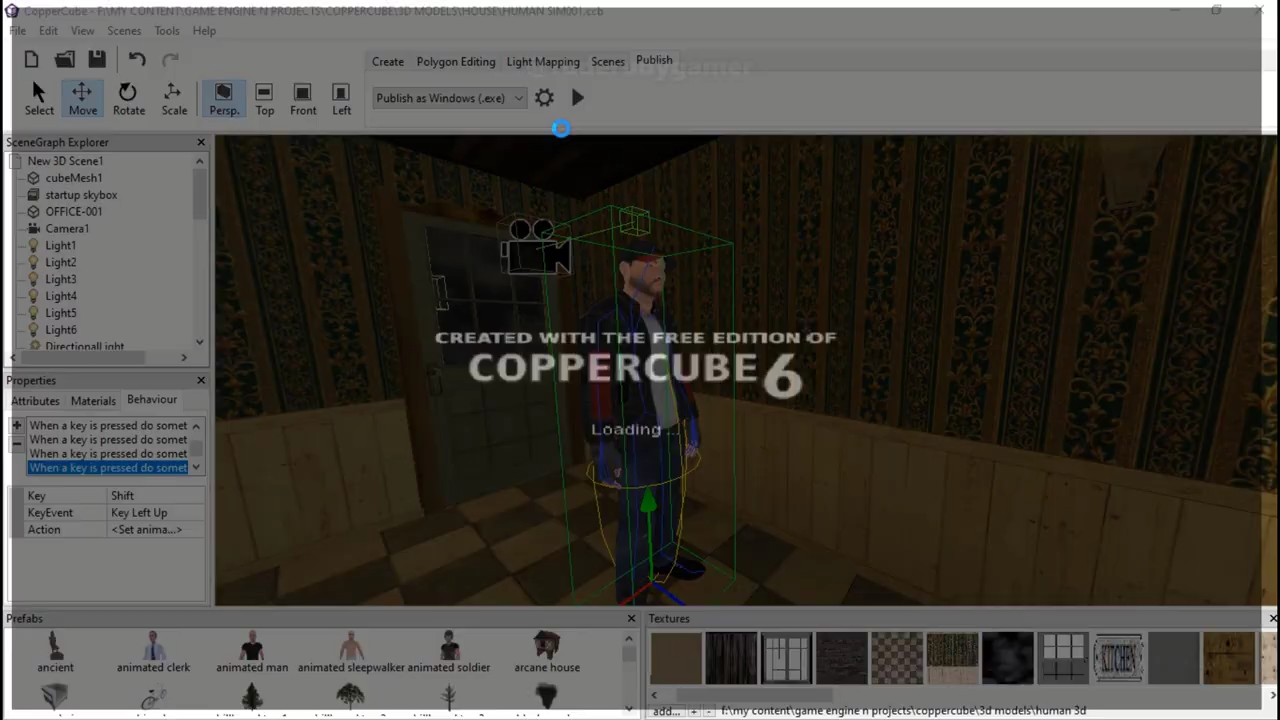 CopperCube - F:\MY CONTENT\GAME ENGINE N PROJECTS\COPPERCUBE\3D MODELS\HOUSE\HUMAN SIM001.ccb
File Edit View Scenes Tools Help
Create Polygon Editing Light Mapping Scenes Publish
Select Move Rotate Scale Persp. Top Front Left
Publish as Windows (.exe)
SceneGraph Explorer
New 3D Scene1
cubeMesh1
startup skybox
OFFICE-001
Camera1
Light1
Light2
Light3
Light4
Light5
Light6
DirectionalLight
CREATED WITH THE FREE EDITION OF
COPPERCUBE 6
Loading ...
Properties
Attributes Materials Behaviour
When a key is pressed do somet
When a key is pressed do somet
When a key is pressed do somet
When a key is pressed do somet
Key Shift
KeyEvent Key Left Up
Action <Set anima...>
Prefabs
ancient animated clerk animated man animated sleepwalker animated soldier arcane house
Textures
KITCHEN
add... + - f:\my content\game engine n projects\coppercube\3d models\human 3d